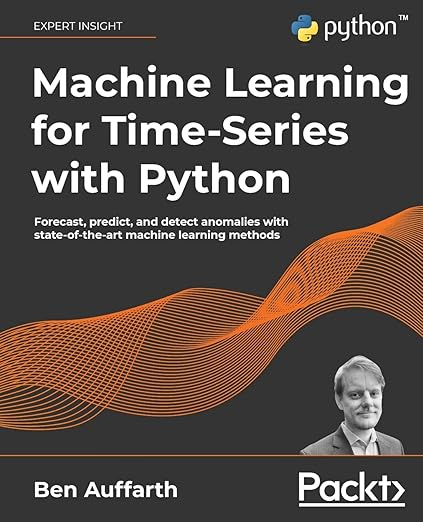 EXPERT INSIGHT
python™
Machine Learning
for Time-Series
with Python
Forecast, predict, and detect anomalies with
state-of-the-art machine learning methods
Ben Auffarth
Packt>